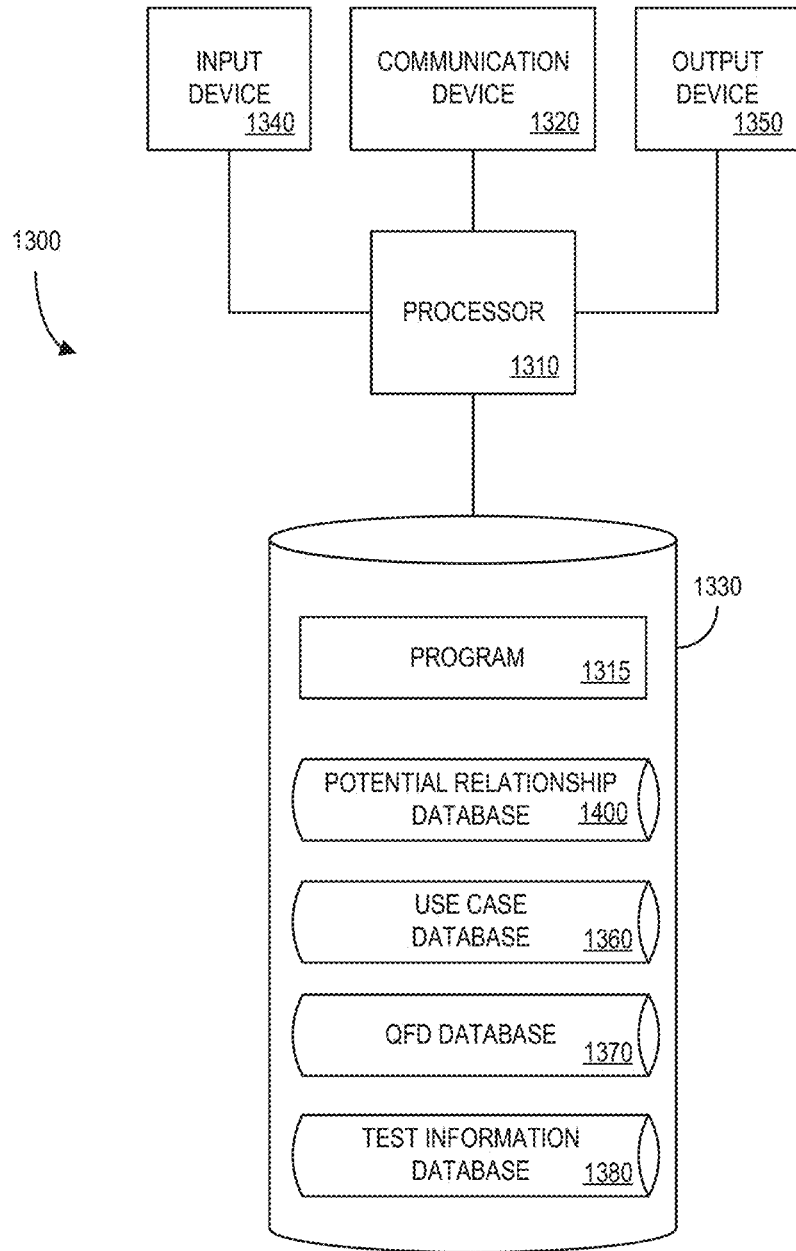 INPUT
DEVICE
1340
COMMUNICATION
DEVICE
1320
OUTPUT
DEVICE
1350
1300
PROCESSOR
1310
1330
PROGRAM
1315
POTENTIAL RELATIONSHIP
DATABASE 1400
USE CASE
DATABASE 1360
QFD DATABASE
1370
TEST INFORMATION
DATABASE 1380